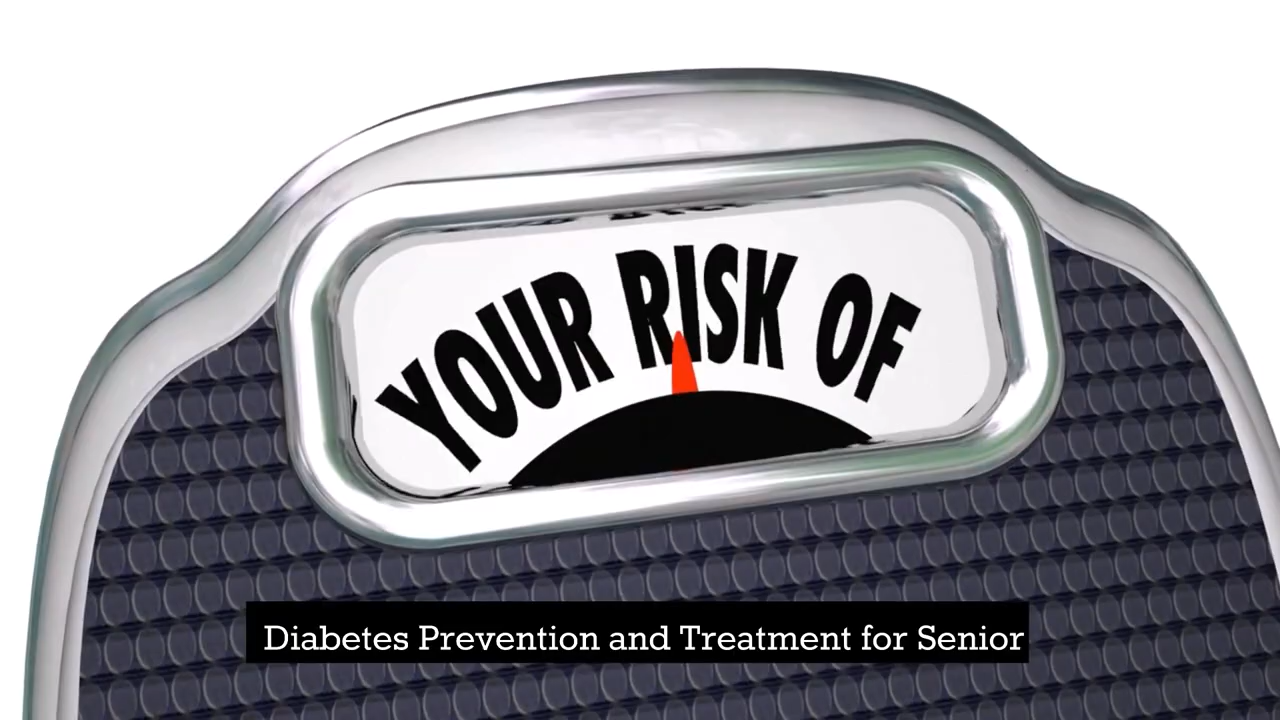 YOUR RISK OF
Diabetes Prevention and Treatment for Senior